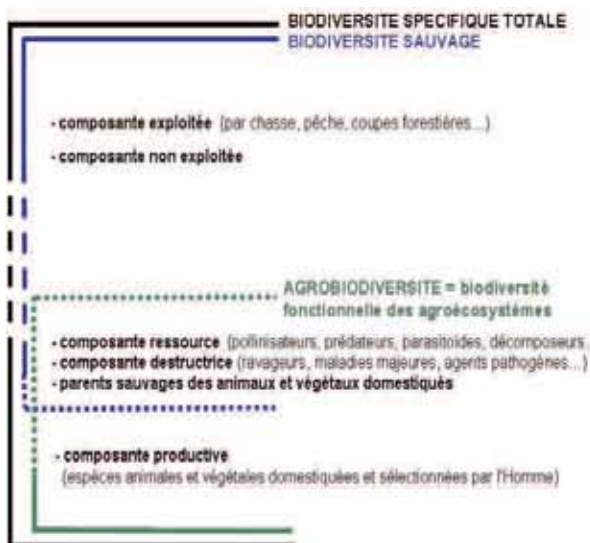 BIODIVERSITE SPECIFIQUE TOTALE
BIODIVERSITE SAUVAGE
- composante exploitée (par chasse, pêche, coupes forestières...)
- composante non exploitée
AGROBIODIVERSITE = biodiversité
fonctionnelle des agroécosystèmes
- composante ressource (pollinisateurs, prédateurs, parasitoïdes, décomposeurs
- composante destructrice (ravageurs, maladies majeures, agents pathogènes...)
- parents sauvages des animaux et végétaux domestiqués
- composante productive
(espèces animales et végétales domestiquées et sélectionnées par l'Homme)